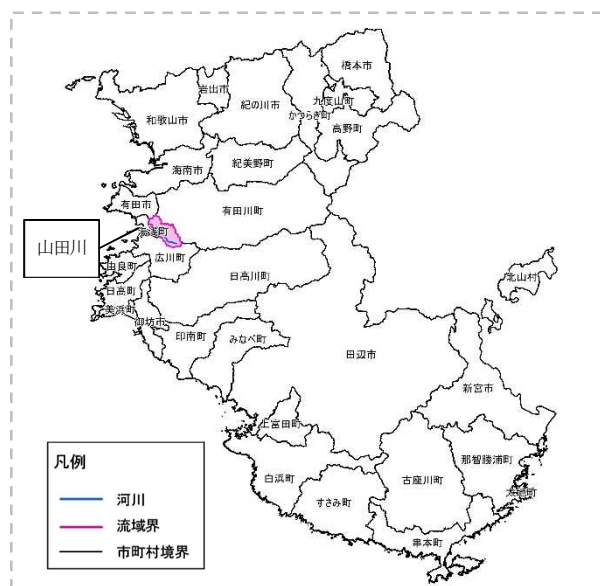 橋本市
岩出市
紀の川市
九度山町
かつらぎ町
和歌山市
高野町
海南市
紀美野町
有田市
有田川町
山田川
湯浅町
広川町
由良町
日高川町
北山村
日高町
美浜町
御坊市
印南町
みなべ町
田辺市
新宮市
上富田町
那智勝浦町
白浜町
古座川町
太地町
すさみ町
串本町
凡例
河川
流域界
市町村境界